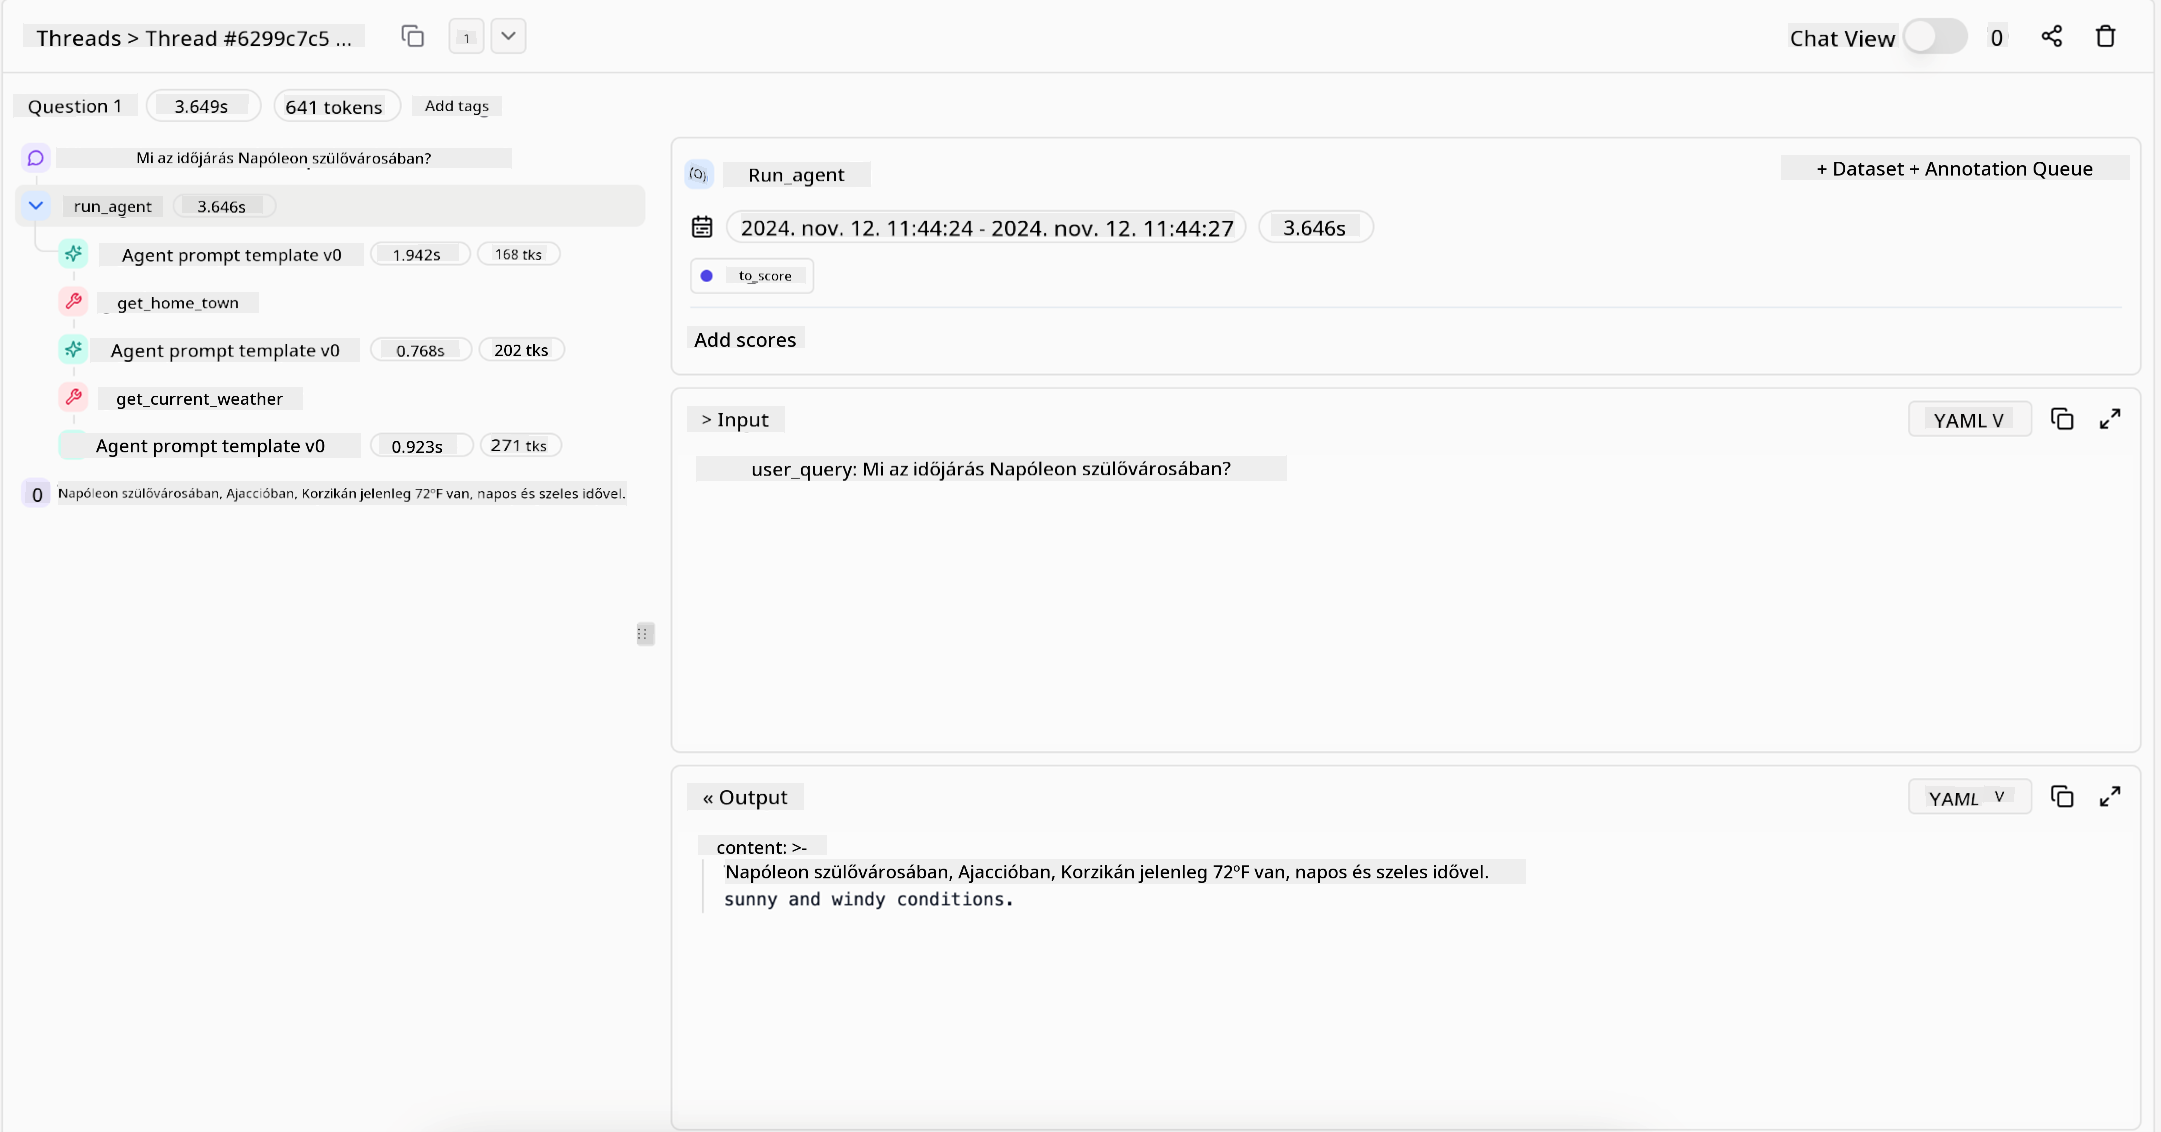 Threads > Thread #6299c7c5 ...
1
Chat View
0
Question 1
3.649s
641 tokens
Add tags
Mi az időjárás Napóleon szülővárosában?
run_agent
3.646s
Agent prompt template v0
1.942s
168 tks
get_home_town
Agent prompt template v0
0.768s
202 tks
get_current_weather
Agent prompt template v0
0.923s
271 tks
0
Napóleon szülővárosában, Ajaccióban, Korzikán jelenleg 72°F van, napos és szeles idővel.
Run_agent
+ Dataset + Annotation Queue
2024. nov. 12. 11:44:24 - 2024. nov. 12. 11:44:27
3.646s
to_score
Add scores
> Input
YAML V
user_query: Mi az időjárás Napóleon szülővárosában?
« Output
YAML V
content: >-
Napóleon szülővárosában, Ajaccióban, Korzikán jelenleg 72°F van, napos és szeles idővel.
sunny and windy conditions.